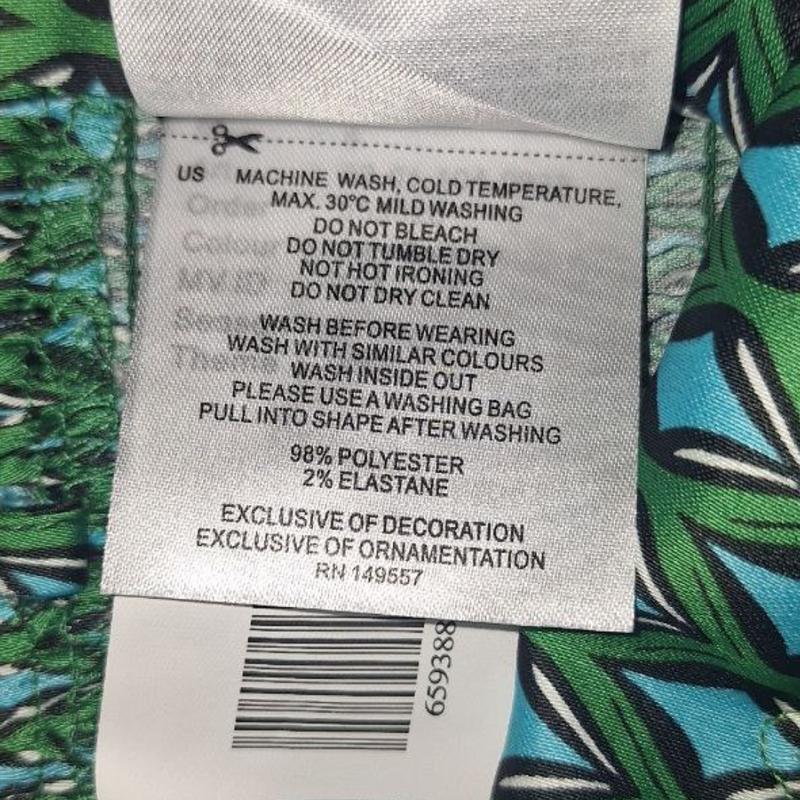 US MACHINE WASH, COLD TEMPERATURE,
MAX. 30°C MILD WASHING
DO NOT BLEACH
DO NOT TUMBLE DRY
NOT HOT IRONING
DO NOT DRY CLEAN
WASH BEFORE WEARING
WASH WITH SIMILAR COLOURS
WASH INSIDE OUT
PLEASE USE A WASHING BAG
PULL INTO SHAPE AFTER WASHING
98% POLYESTER
2% ELASTANE
EXCLUSIVE OF DECORATION
EXCLUSIVE OF ORNAMENTATION
RN 149557
659388